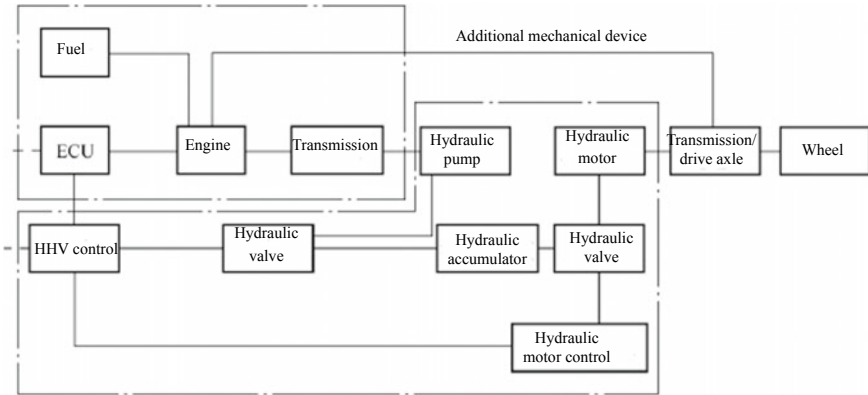 Additional mechanical device
Fuel
ECU
Engine
Transmission
Hydraulic
pump
Hydraulic
motor
Transmission/
drive axle
Wheel
HHV control
Hydraulic
valve
Hydraulic
accumulator
Hydraulic
valve
Hydraulic
motor control